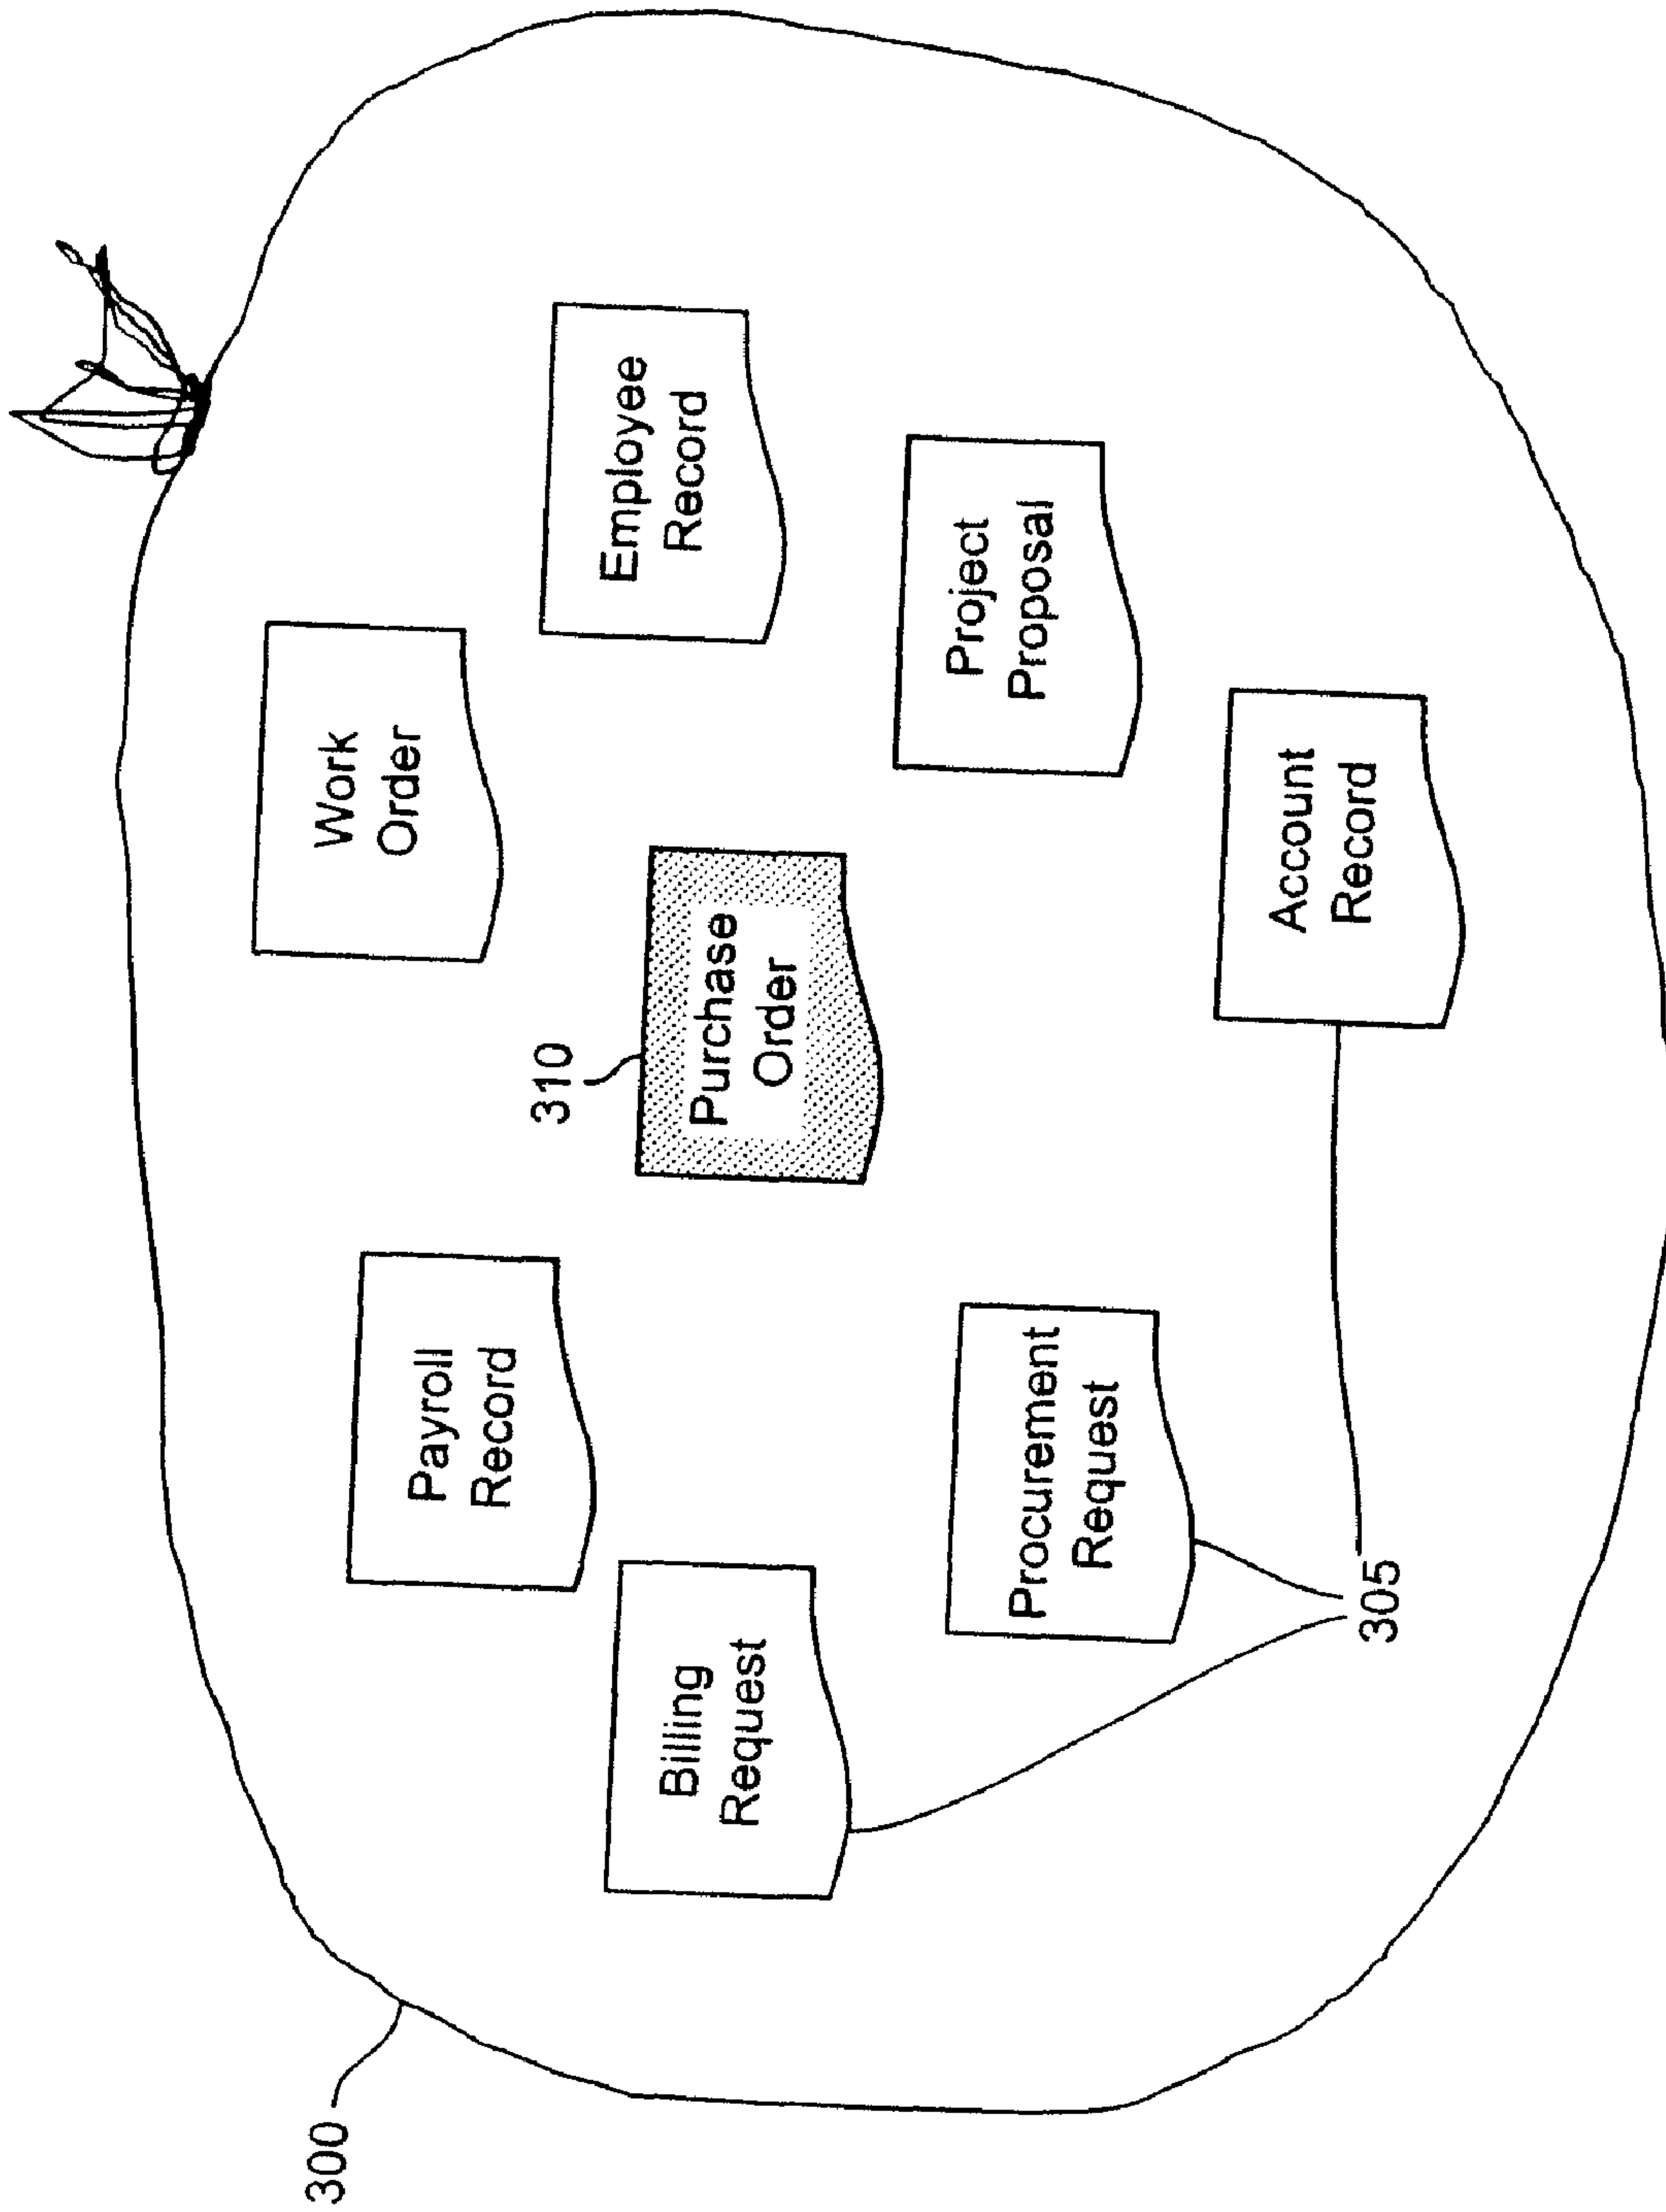 300
Work
Order
Payroll
Record
Employee
Record
310
Purchase
Order
Billing
Request
Project
Proposal
Procurement
Request
Account
Record
305